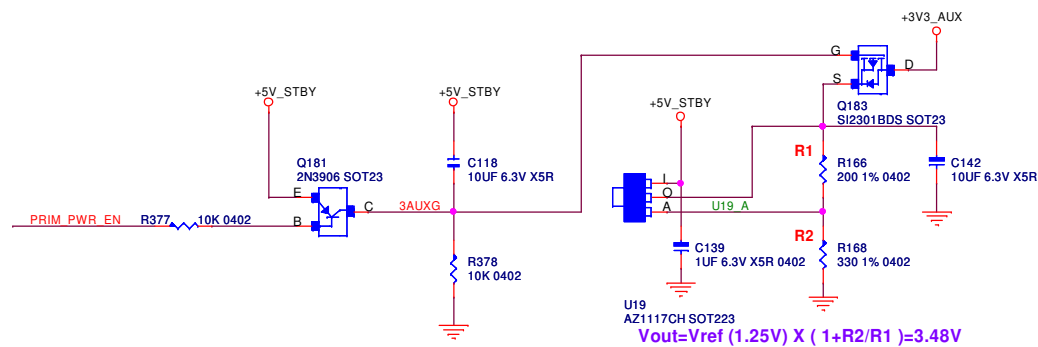 +3V3_AUX
G
D
S
Q183
SI2301BDS SOT23
+5V_STBY
+5V_STBY
+5V_STBY
Q181
2N3906 SOT23
C118
10UF 6.3V X5R
R1
R166
200 1% 0402
C142
10UF 6.3V X5R
E
I
O
C
3AUXG
A
U19_A
PRIM_PWR_EN
R377
10K 0402
B
R2
C139
1UF 6.3V X5R 0402
R168
330 1% 0402
R378
10K 0402
U19
AZ1117CH SOT223
Vout=Vref (1.25V) X ( 1+R2/R1 )=3.48V